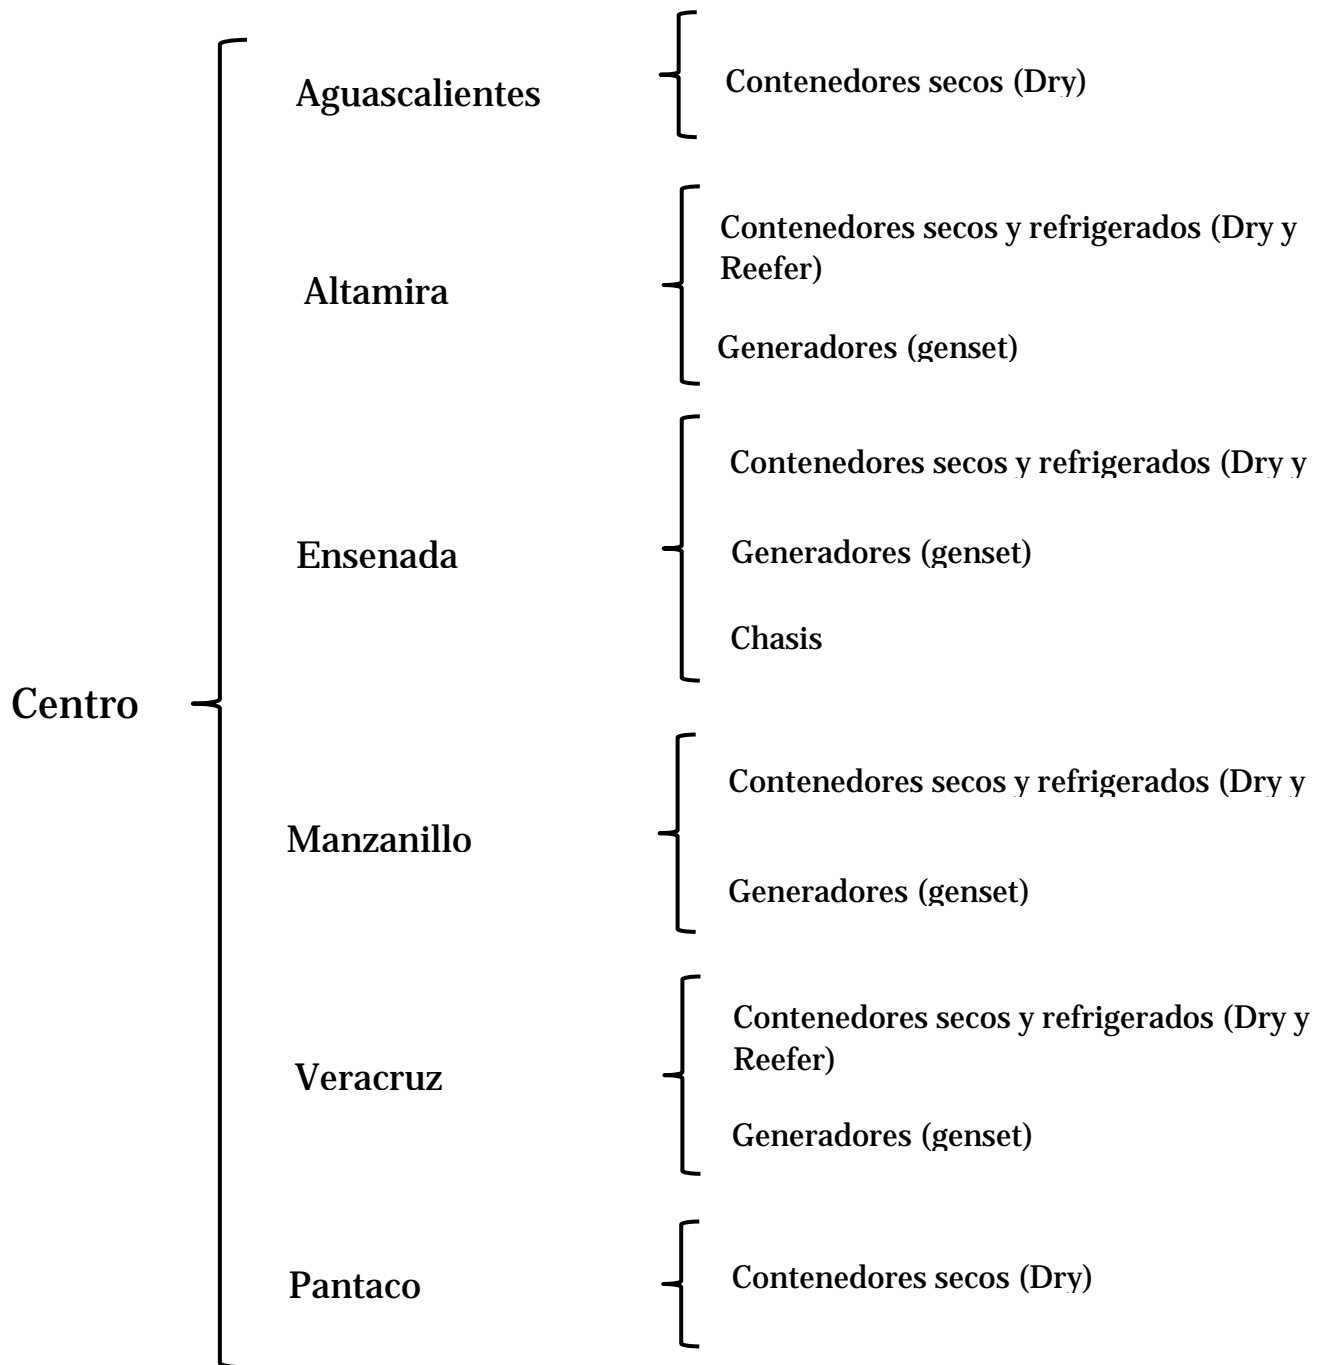 Aguascalientes
Contenedores secos (Dry)
Contenedores secos y refrigerados (Dry y
Reefer)
Altamira
Generadores (genset)
Contenedores secos y refrigerados (Dry y
Ensenada
Generadores (genset)
Chasis
Centro
Contenedores secos y refrigerados (Dry y
Manzanillo
Generadores (genset)
Contenedores secos y refrigerados (Dry y
Reefer)
Veracruz
Generadores (genset)
Pantaco
Contenedores secos (Dry)